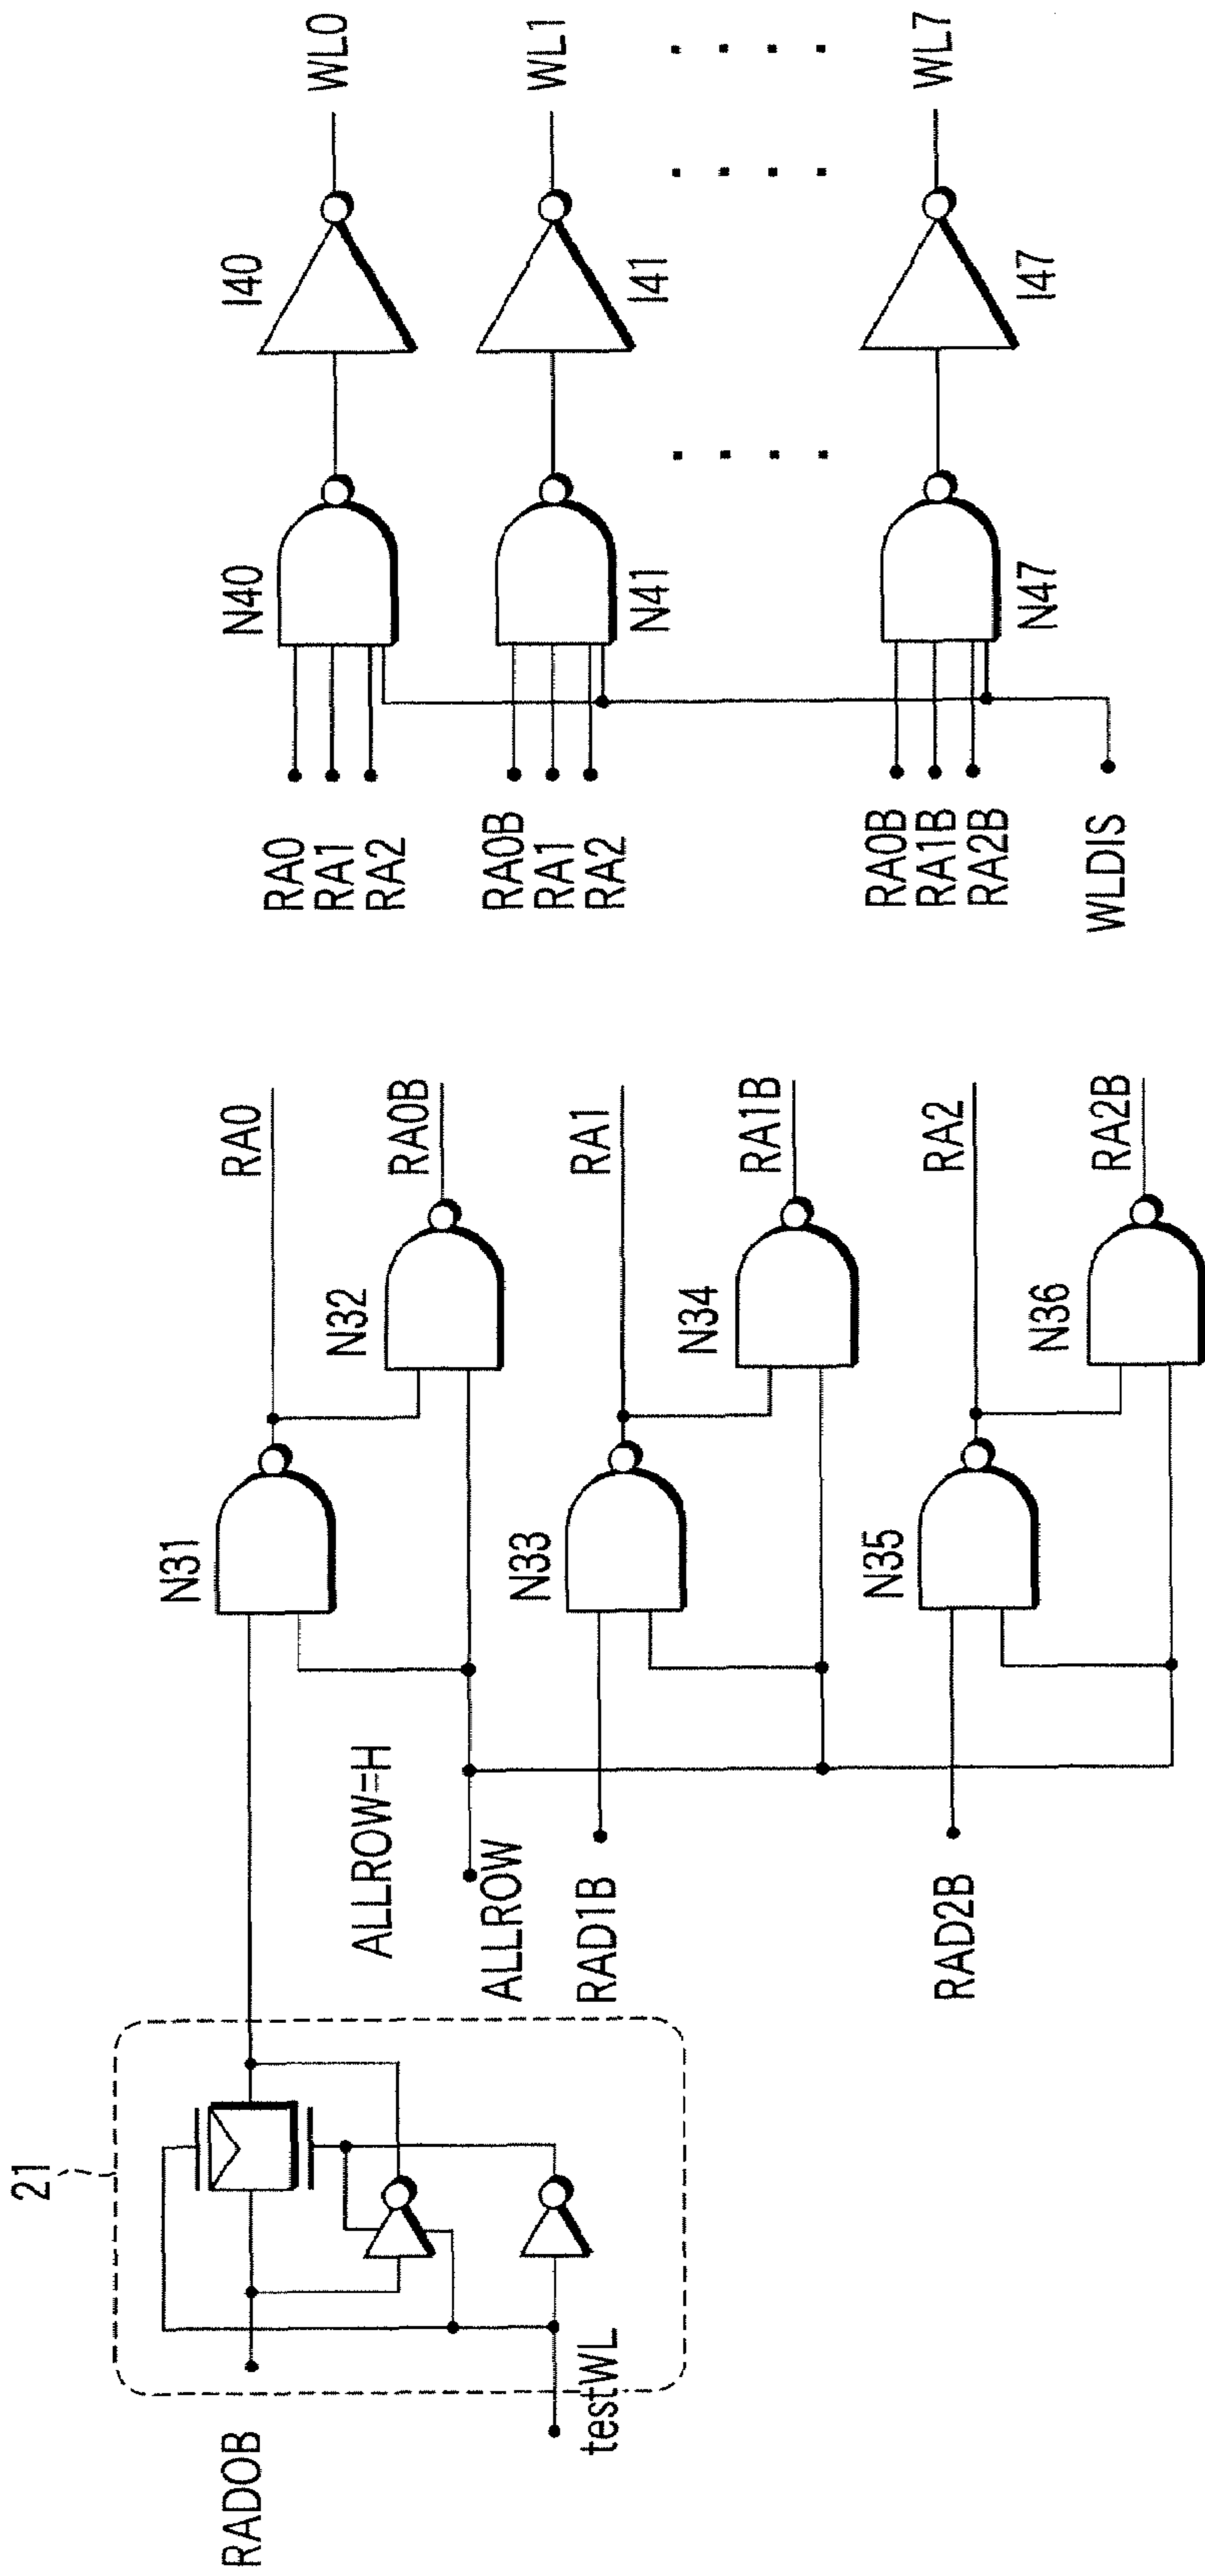 21
RADOB
testWL
ALLROW=H
ALLROW
RAD1B
RAD2B
N31
N32
N33
N34
N35
N36
RA0
RA0B
RA1
RA1B
RA2
RA2B
RA0
RA1
RA2
RA0B
RA1
RA2
RA0B
RA1B
RA2B
WLDIS
N40
N41
N47
I40
I41
I47
WL0
WL1
WL7